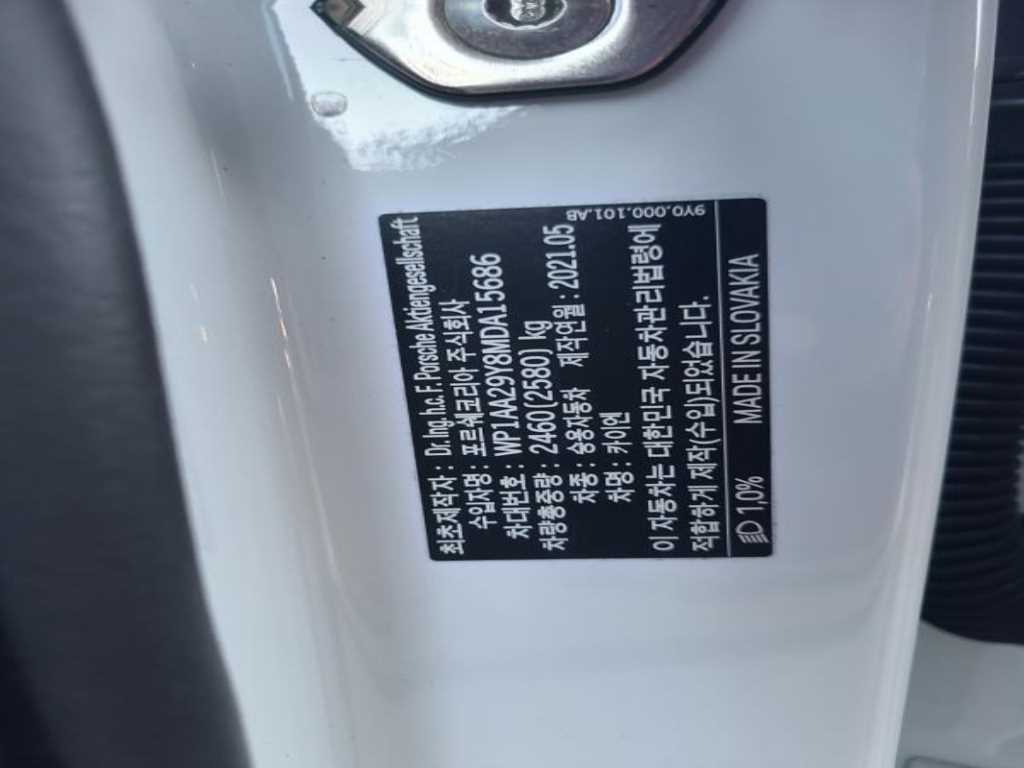 최초제작자 : Dr. Ing. h.c. F. Porsche Aktiengesellschaft
수입자명 : 포르쉐코리아 주식회사
차대번호 : WP1AA29Y8MDA15686
차량총중량 : 2460(2580) kg
차종 : 승용자동차 제작연월 : 2021.05
차명 : 카이엔
이 자동차는 대한민국 자동차관리법령에
적합하게 제작(수입)되었습니다.
1,0% MADE IN SLOVAKIA
9Y0.000.101.AB